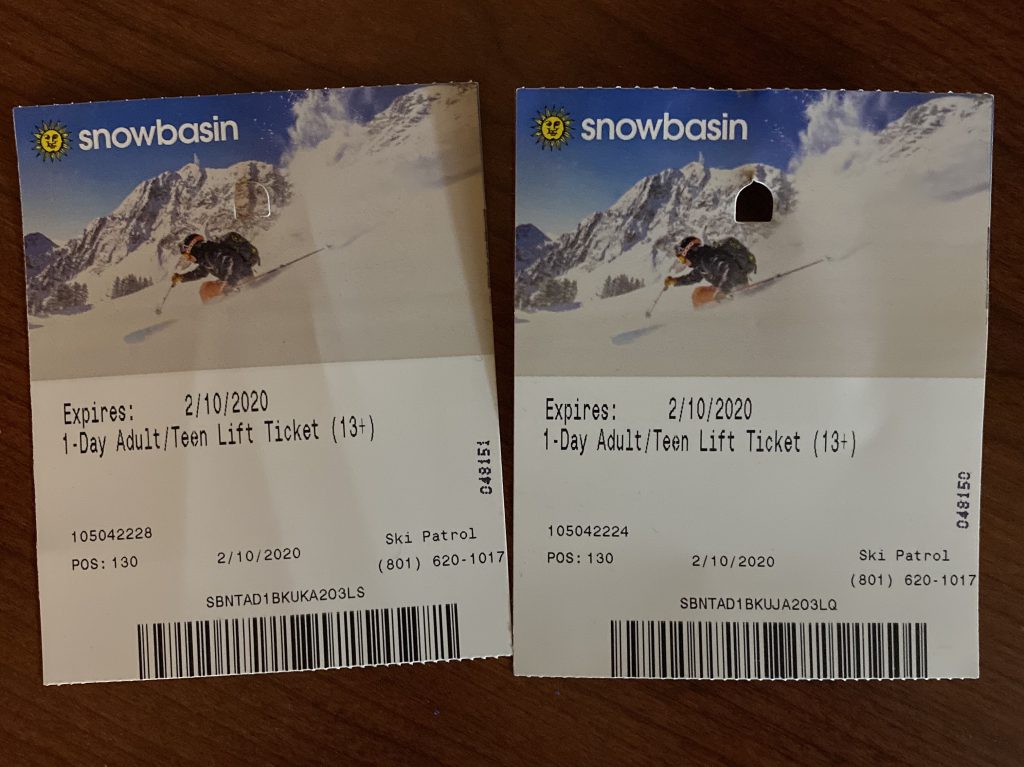 snowbasin
Expires: 2/10/2020
1-Day Adult/Teen Lift Ticket (13+)
048151
105042228
Ski Patrol
POS: 130 2/10/2020 (801) 620-1017
SBNTAD1BKUKA203LS
snowbasin
Expires: 2/10/2020
1-Day Adult/Teen Lift Ticket (13+)
048150
105042224
Ski Patrol
POS: 130 2/10/2020 (801) 620-1017
SBNTAD1BKUJA203LQ